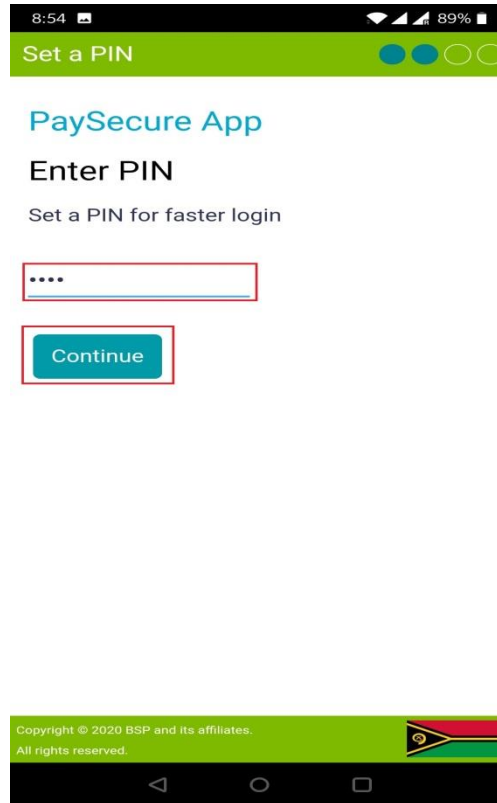 8:54
89%
Set a PIN
PaySecure App
Enter PIN
Set a PIN for faster login
••••
Continue
Copyright © 2020 BSP and its affiliates.
All rights reserved.